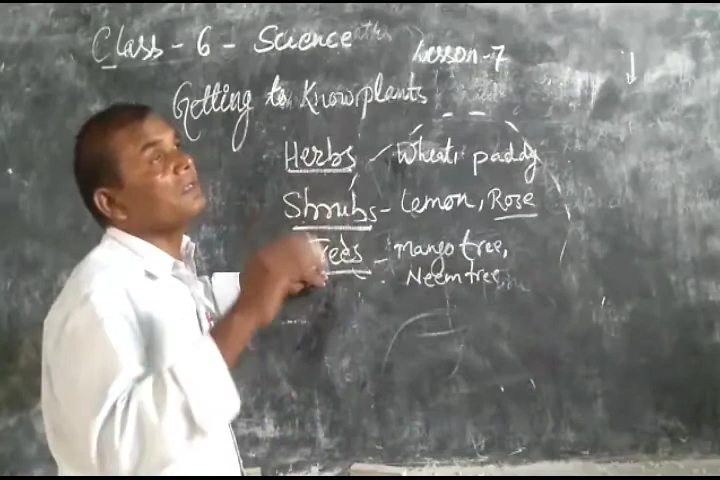 Class - 6 - Science Lesson-7
Getting to Know plants
Herbs - Wheat, paddy
Shrubs - Lemon, Rose
Trees - mango tree,
Neem tree